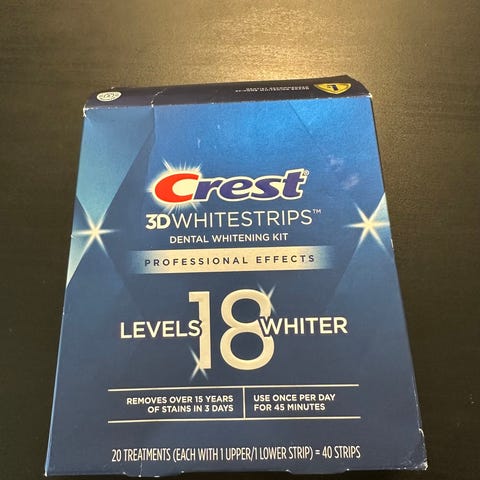 Crest
3DWHITESTRIPS™
DENTAL WHITENING KIT
PROFESSIONAL EFFECTS
LEVELS 18 WHITER
REMOVES OVER 15 YEARS
OF STAINS IN 3 DAYS
USE ONCE PER DAY
FOR 45 MINUTES
20 TREATMENTS (EACH WITH 1 UPPER/1 LOWER STRIP) = 40 STRIPS